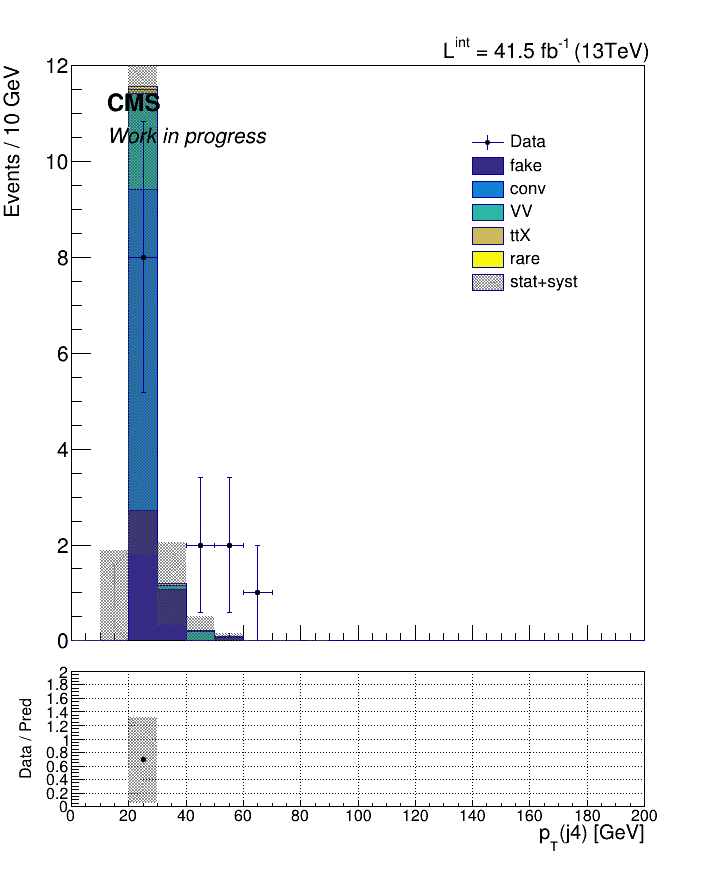 L^int = 41.5 fb^-1 (13TeV)
Events / 10 GeV
12
10
8
6
4
2
0
CMS
Work in progress
Data
fake
conv
VV
ttX
rare
stat+syst
Data / Pred
2
1.8
1.6
1.4
1.2
1
0.8
0.6
0.4
0.2
0
0 20 40 60 80 100 120 140 160 180 200
p_T(j4) [GeV]